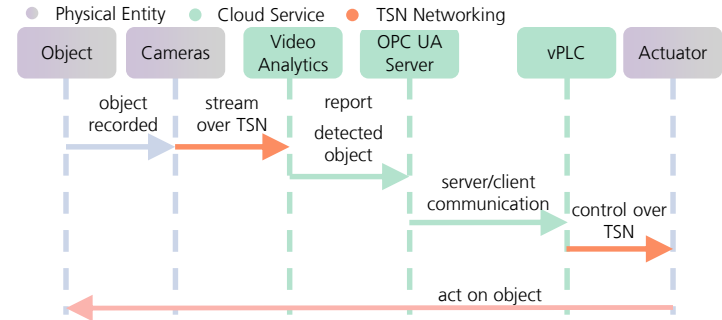 Physical Entity
Cloud Service
TSN Networking
Object
Cameras
Video
Analytics
OPC UA
Server
vPLC
Actuator
object
recorded
stream
over TSN
report
detected
object
server/client
communication
control over
TSN
act on object